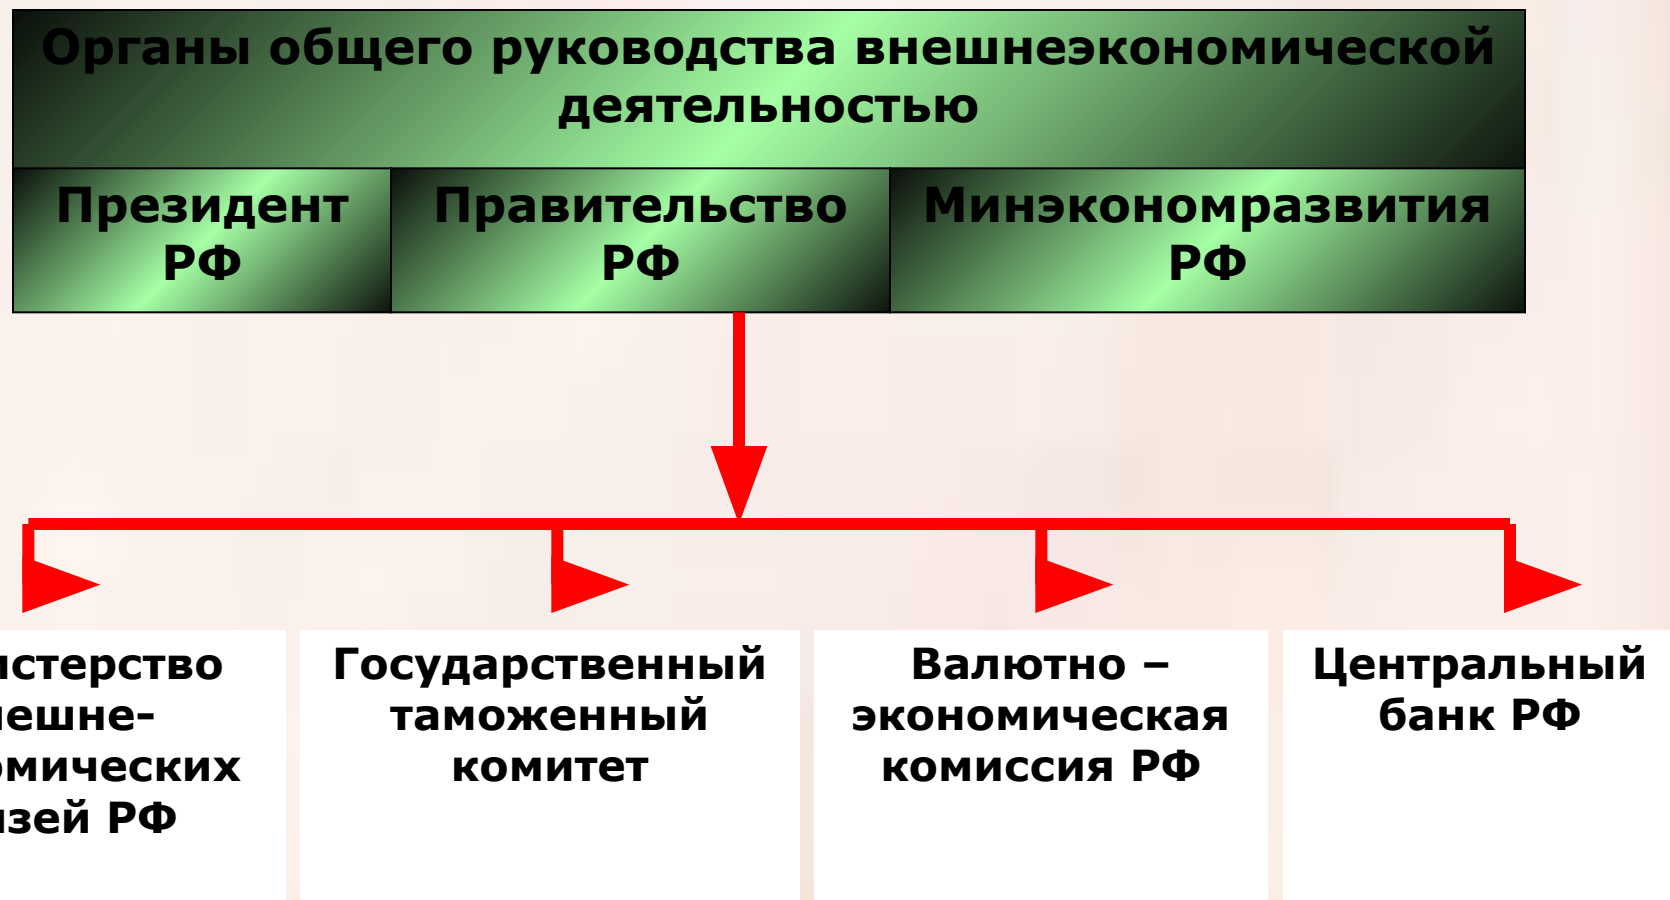 Органы общего руководства внешнеэкономической
деятельностью
Президент
РФ
Правительство
РФ
Минэкономразвития
РФ
РФ
Государственный
таможенный
комитет
Валютно –
экономическая
комиссия РФ
Центральный
банк РФ